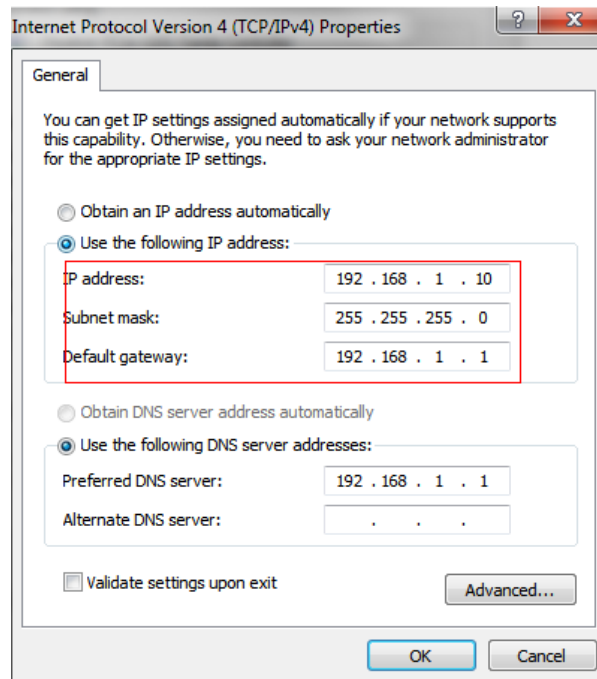 Internet Protocol Version 4 (TCP/IPv4) Properties
?
X
General
You can get IP settings assigned automatically if your network supports
this capability. Otherwise, you need to ask your network administrator
for the appropriate IP settings.
Obtain an IP address automatically
Use the following IP address:
IP address: 192 . 168 . 1 . 10
Subnet mask: 255 . 255 . 255 . 0
Default gateway: 192 . 168 . 1 . 1
Obtain DNS server address automatically
Use the following DNS server addresses:
Preferred DNS server: 192 . 168 . 1 . 1
Alternate DNS server: . . .
Validate settings upon exit
Advanced...
OK Cancel